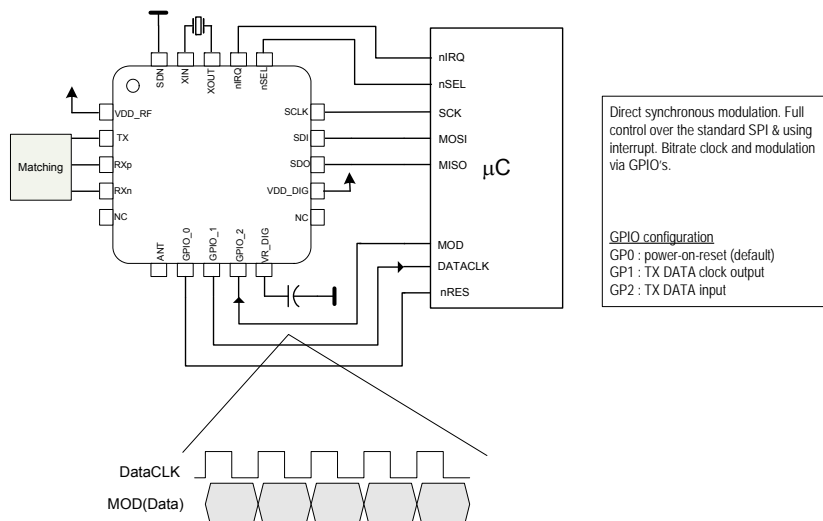 SDN
XIN
XOUT
nIRQ
nSEL
VDD_RF
TX
RXp
RXn
NC
SCLK
SDI
SDO
VDD_DIG
NC
ANT
GPIO_0
GPIO_1
GPIO_2
VR_DIG
Matching
nIRQ
nSEL
SCK
MOSI
MISO
μC
MOD
DATACLK
nRES
Direct synchronous modulation. Full
control over the standard SPI & using
interrupt. Bitrate clock and modulation
via GPIO's.
GPIO configuration
GP0 : power-on-reset (default)
GP1 : TX DATA clock output
GP2 : TX DATA input
DataCLK
MOD(Data)